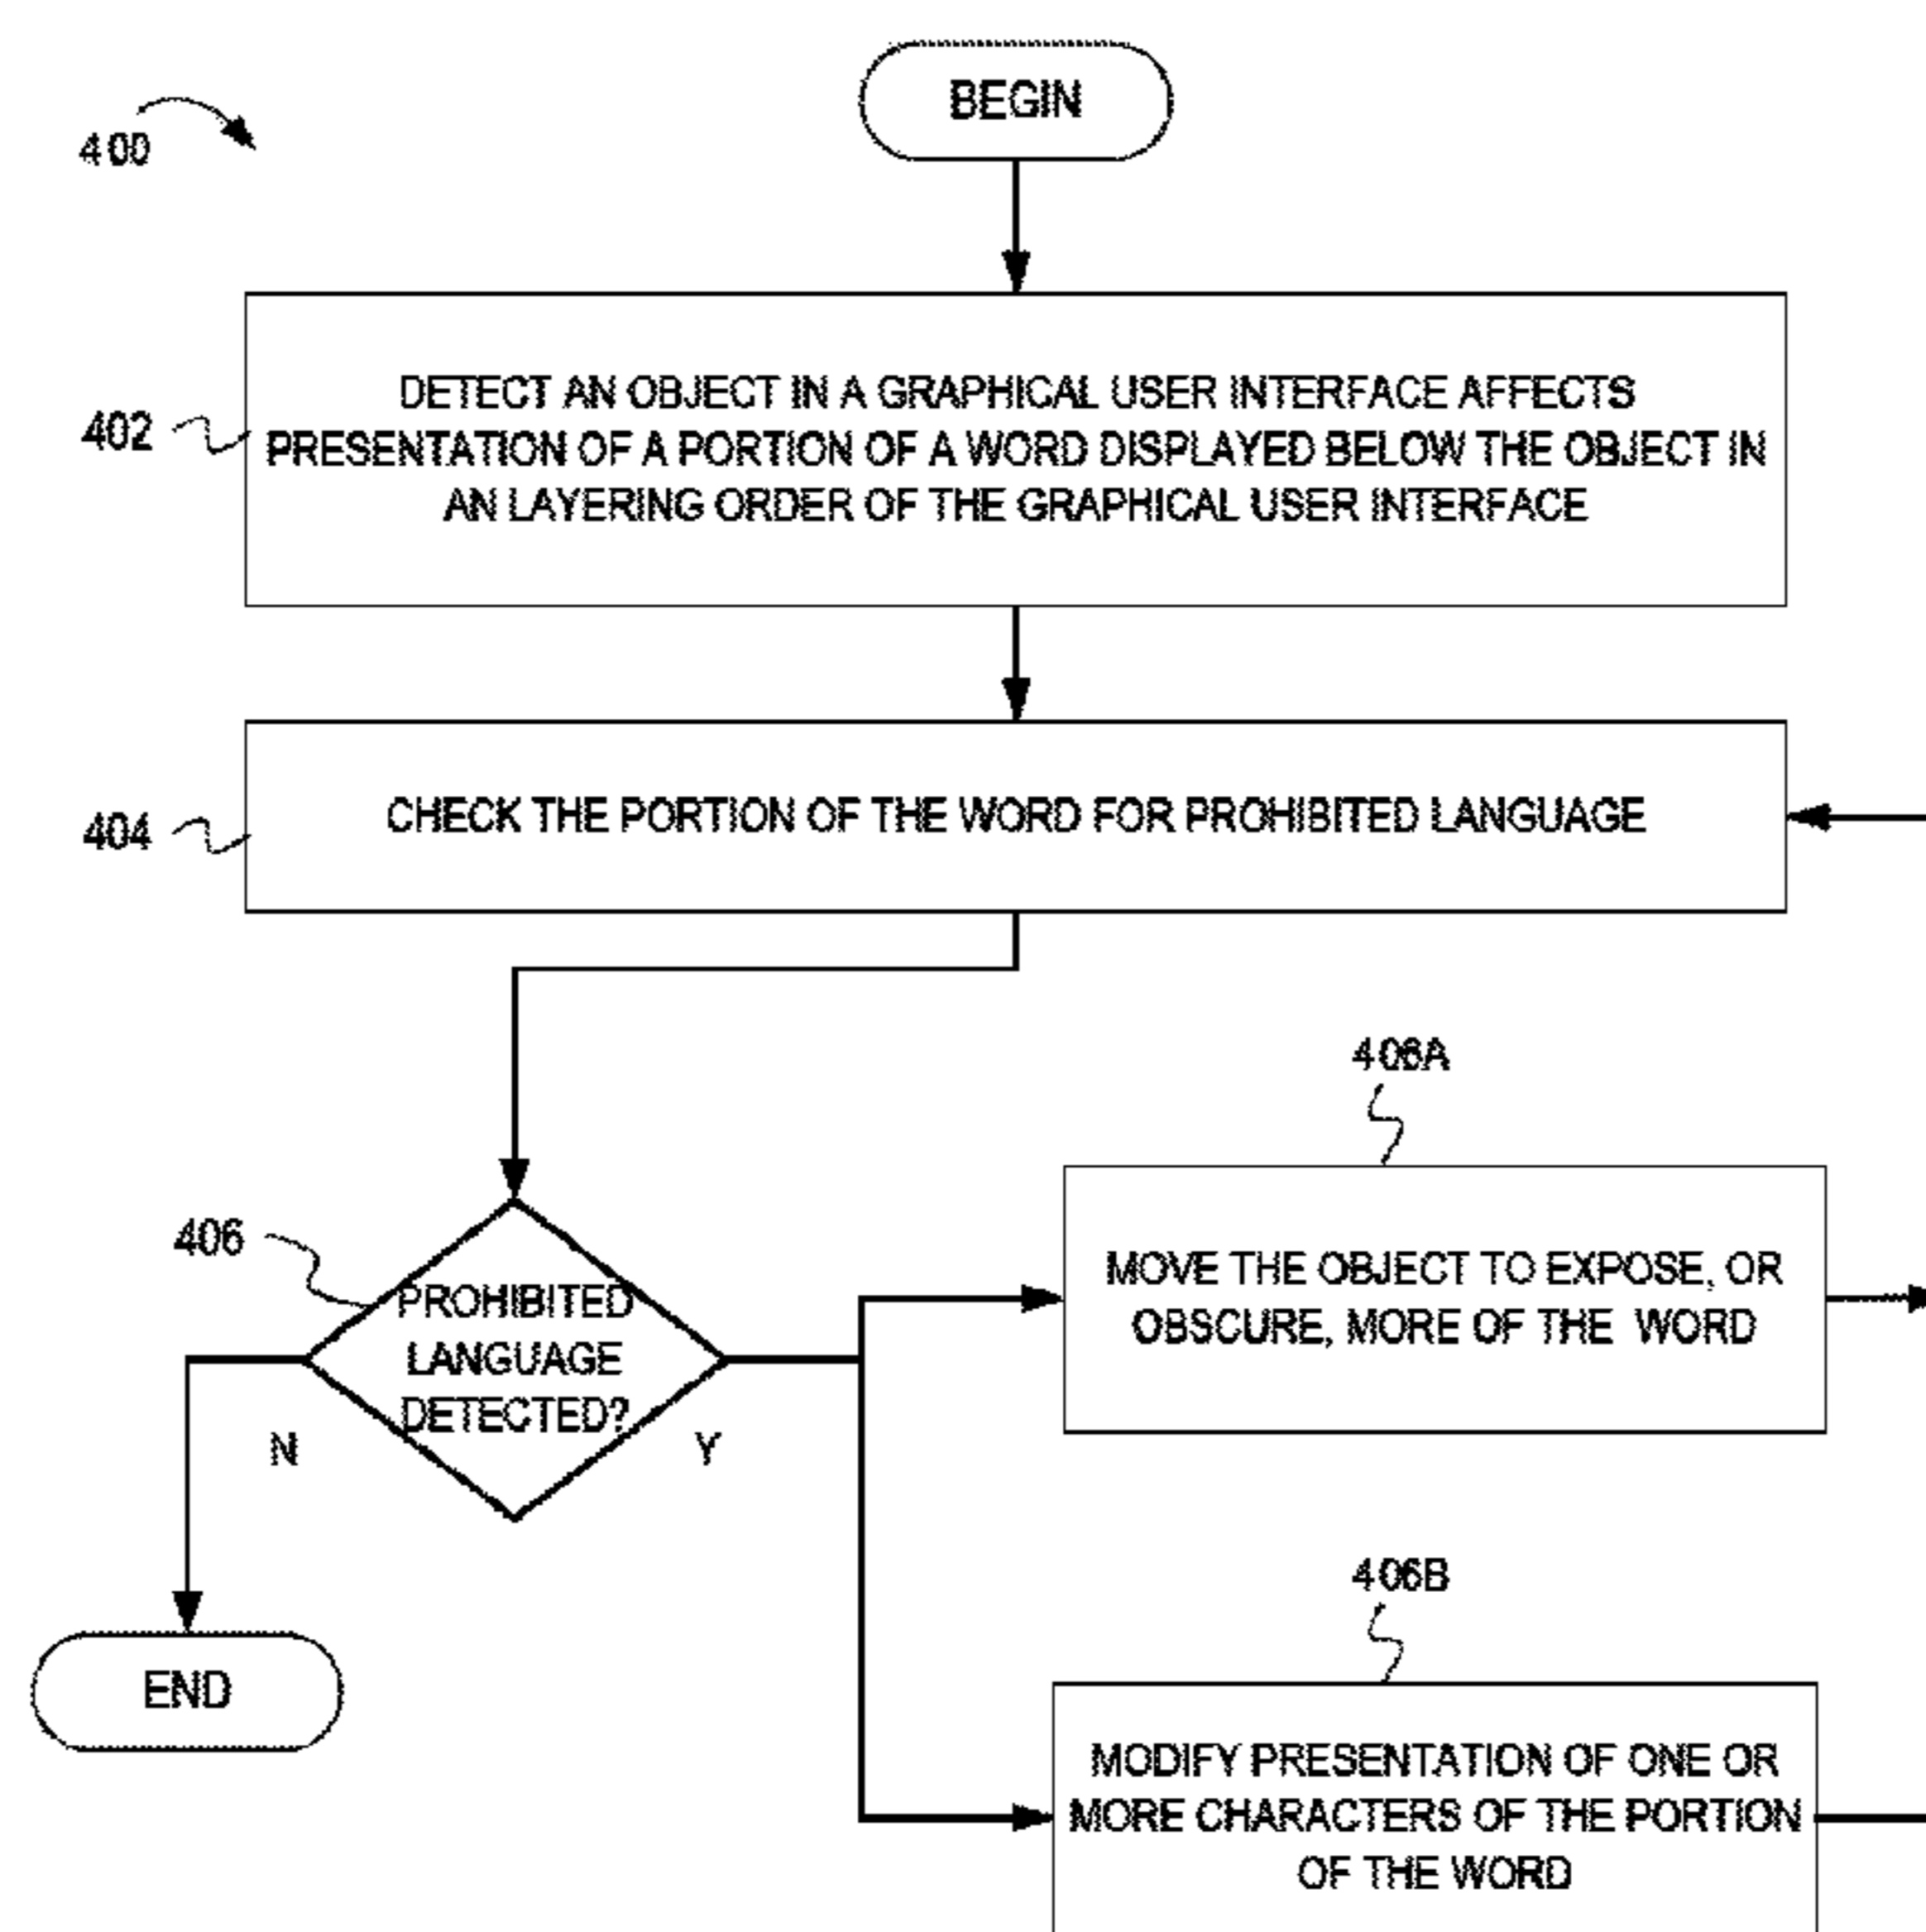 BEGIN
400
DETECT AN OBJECT IN A GRAPHICAL USER INTERFACE AFFECTS
PRESENTATION OF A PORTION OF A WORD DISPLAYED BELOW THE OBJECT IN
AN LAYERING ORDER OF THE GRAPHICAL USER INTERFACE
402
CHECK THE PORTION OF THE WORD FOR PROHIBITED LANGUAGE
404
406
PROHIBITED
LANGUAGE
DETECTED?
N
Y
406A
MOVE THE OBJECT TO EXPOSE, OR
OBSCURE, MORE OF THE WORD
406B
MODIFY PRESENTATION OF ONE OR
MORE CHARACTERS OF THE PORTION
OF THE WORD
END